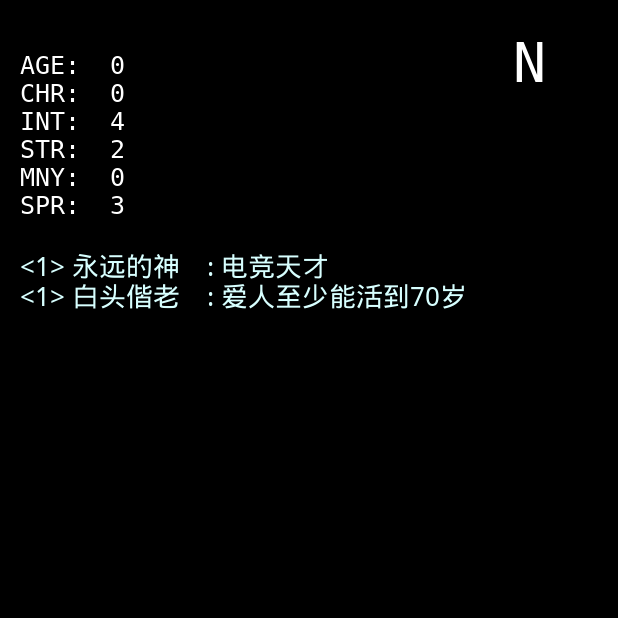 N
AGE:  0
CHR:  0
INT:  4
STR:  2
MNY:  0
SPR:  3
<1> 永远的神  : 电竞天才
<1> 白头偕老  : 爱人至少能活到70岁